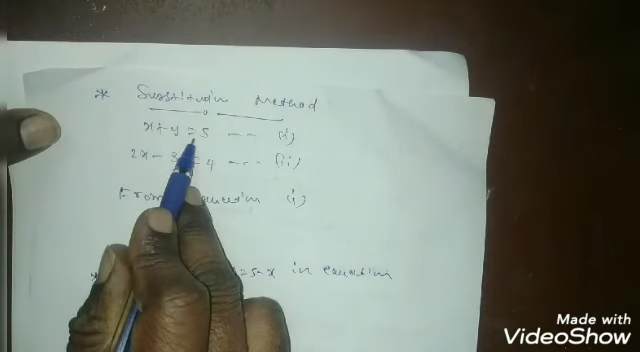 * Substitution Method
x + y = 5 --- (i)
2x - 3 = 4 --- (ii)
From equation (i)
= 5-x in equation
Made with
VideoShow